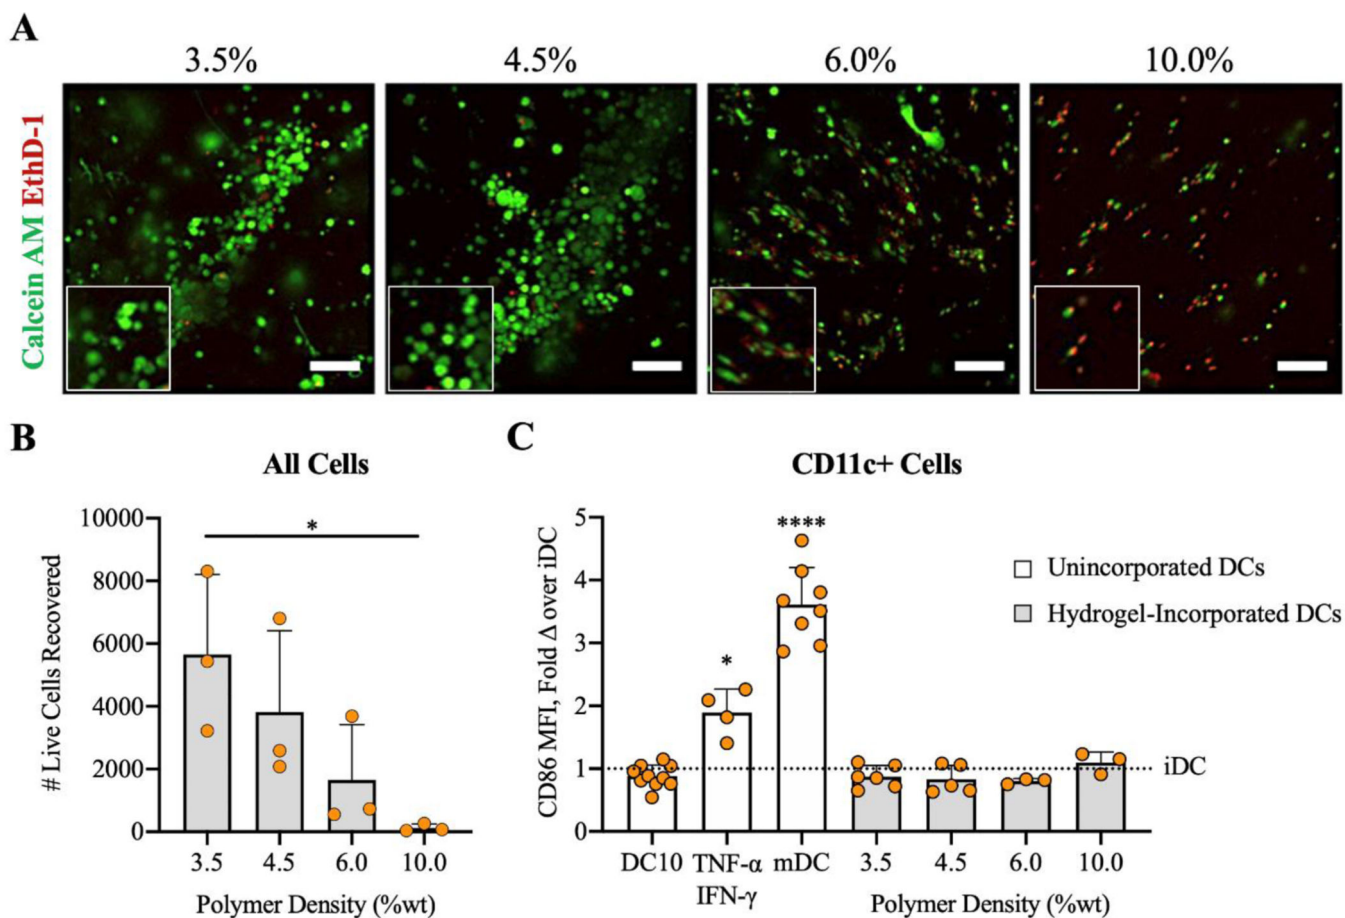 A
3.5% 4.5% 6.0% 10.0%
Calcein AM EthD-1
B
All Cells
# Live Cells Recovered
10000
8000
6000
4000
2000
0
*
3.5 4.5 6.0 10.0
Polymer Density (%wt)
C
CD11c+ Cells
CD86 MFI, Fold Δ over iDC
5
4
3
2
1
0
*
****
Unincorporated DCs
Hydrogel-Incorporated DCs
iDC
DC10 TNF-α mDC 3.5 4.5 6.0 10.0
IFN-γ
Polymer Density (%wt)